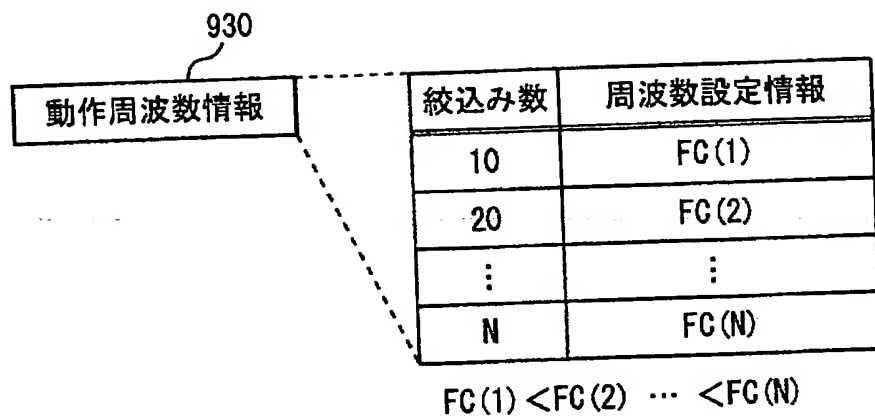 930
動作周波数情報
絞込み数 周波数設定情報
10 FC(1)
20 FC(2)
⋮ ⋮
N FC(N)
FC(1)<FC(2) … <FC(N)